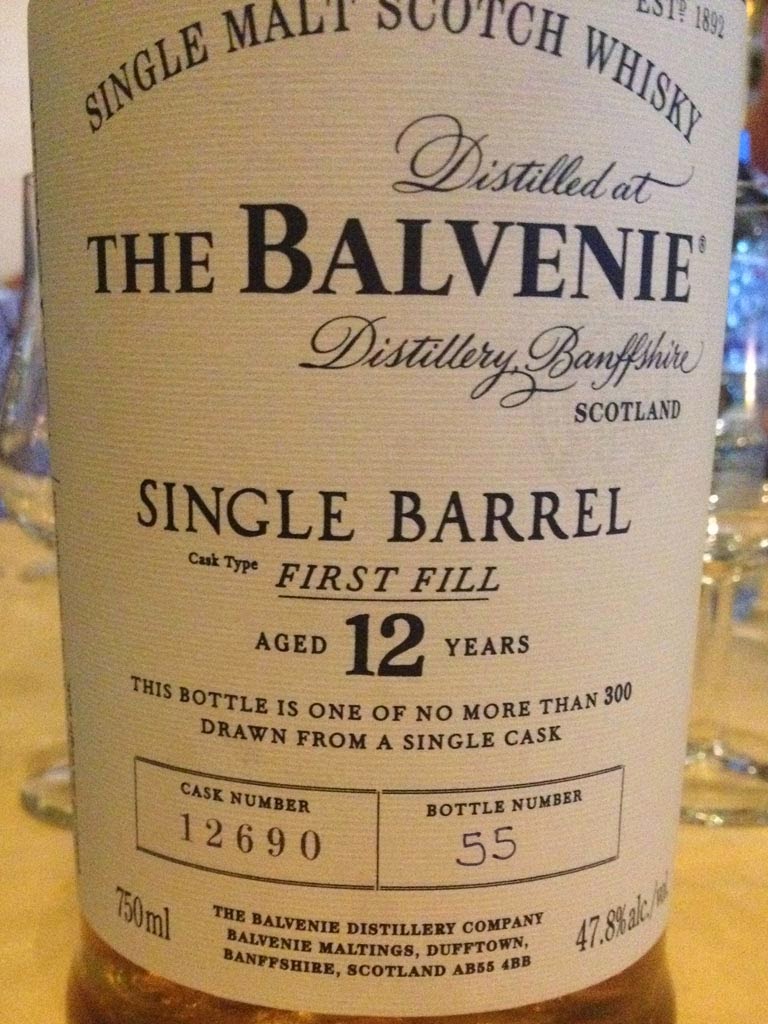 ESTD 1892
SINGLE MALT SCOTCH WHISKY
Distilled at
THE BALVENIE®
Distillery, Banffshire
SCOTLAND
SINGLE BARREL
Cask Type FIRST FILL
AGED 12 YEARS
THIS BOTTLE IS ONE OF NO MORE THAN 300
DRAWN FROM A SINGLE CASK
CASK NUMBER
12690
BOTTLE NUMBER
55
750ml
THE BALVENIE DISTILLERY COMPANY
BALVENIE MALTINGS, DUFFTOWN,
BANFFSHIRE, SCOTLAND AB55 4BB
47.8% alc./vol.